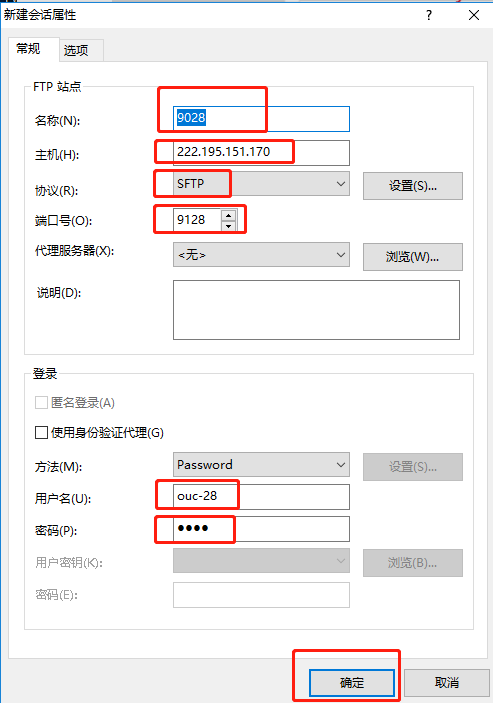 新建会话属性 ?
常规 选项
FTP 站点
名称(N): 9028
主机(H): 222.195.151.170
协议(R): SFTP 设置(S)...
端口号(O): 9128
代理服务器(X): <无> 浏览(W)...
说明(D):
登录
匿名登录(A)
使用身份验证代理(G)
方法(M): Password 设置(S)...
用户名(U): ouc-28
密码(P): ●●●●
用户密钥(K): 浏览(B)...
密码(E):
确定 取消